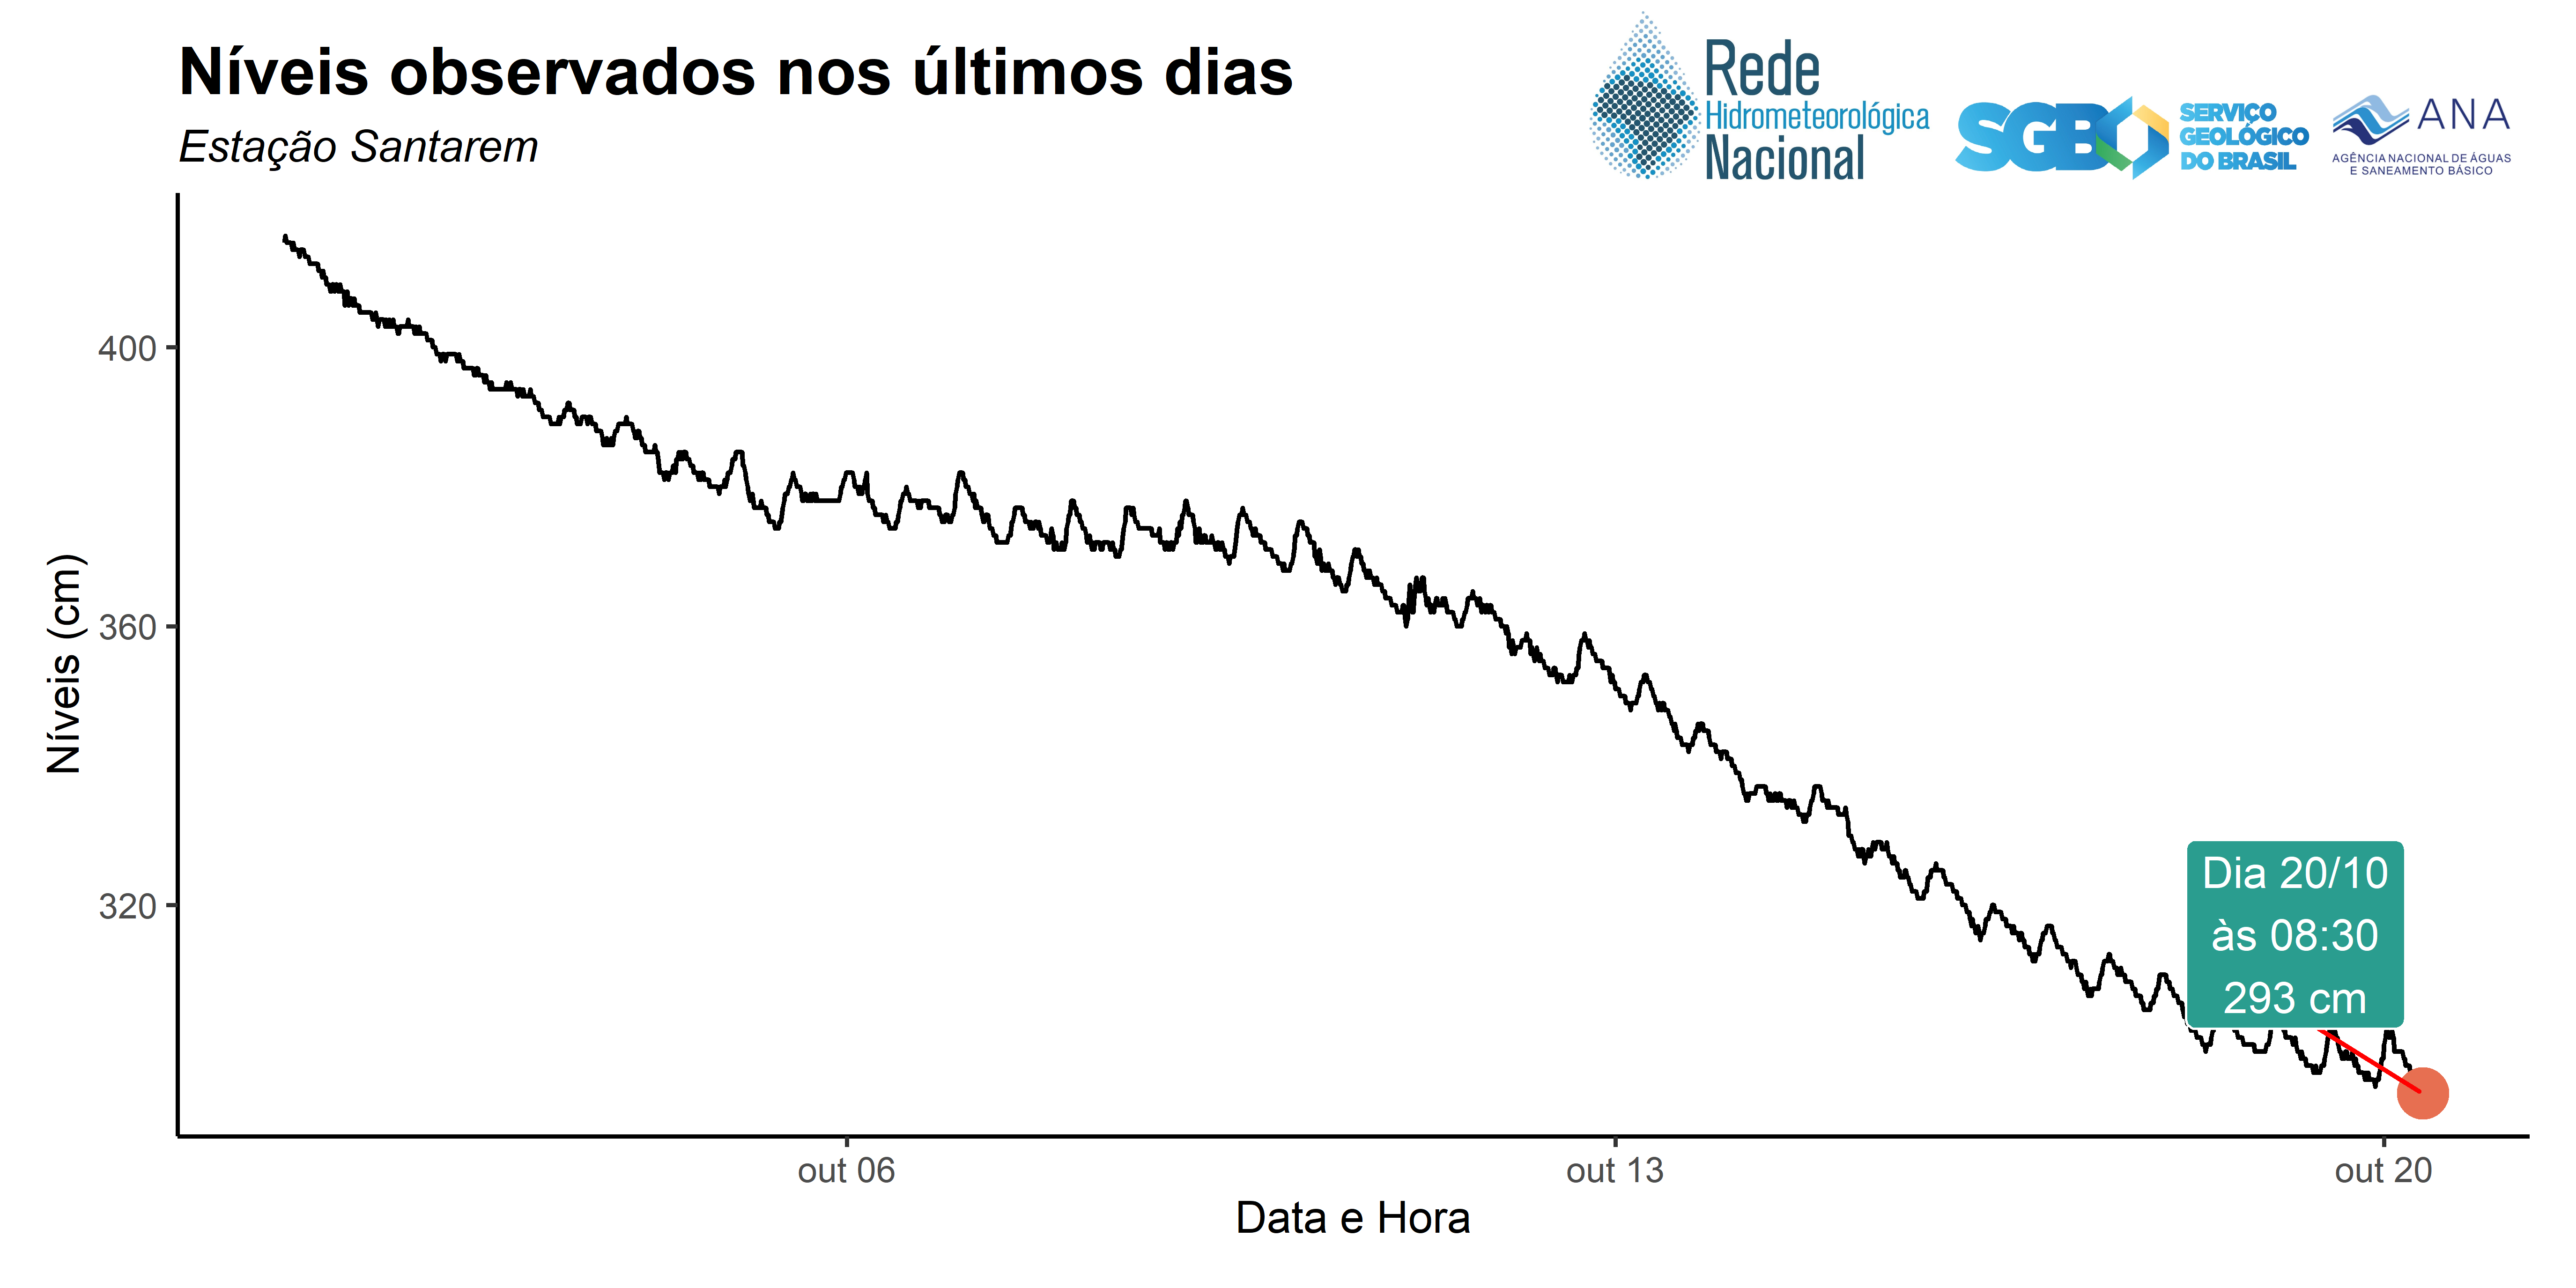 Níveis observados nos últimos dias
Estação Santarem
Rede
Hidrometeorológica
Nacional
SGB
SERVIÇO
GEOLÓGICO
DO BRASIL
ANA
AGÊNCIA NACIONAL DE ÁGUAS
E SANEAMENTO BÁSICO
Níveis (cm)
400
360
320
Dia 20/10
às 08:30
293 cm
out 06
out 13
out 20
Data e Hora